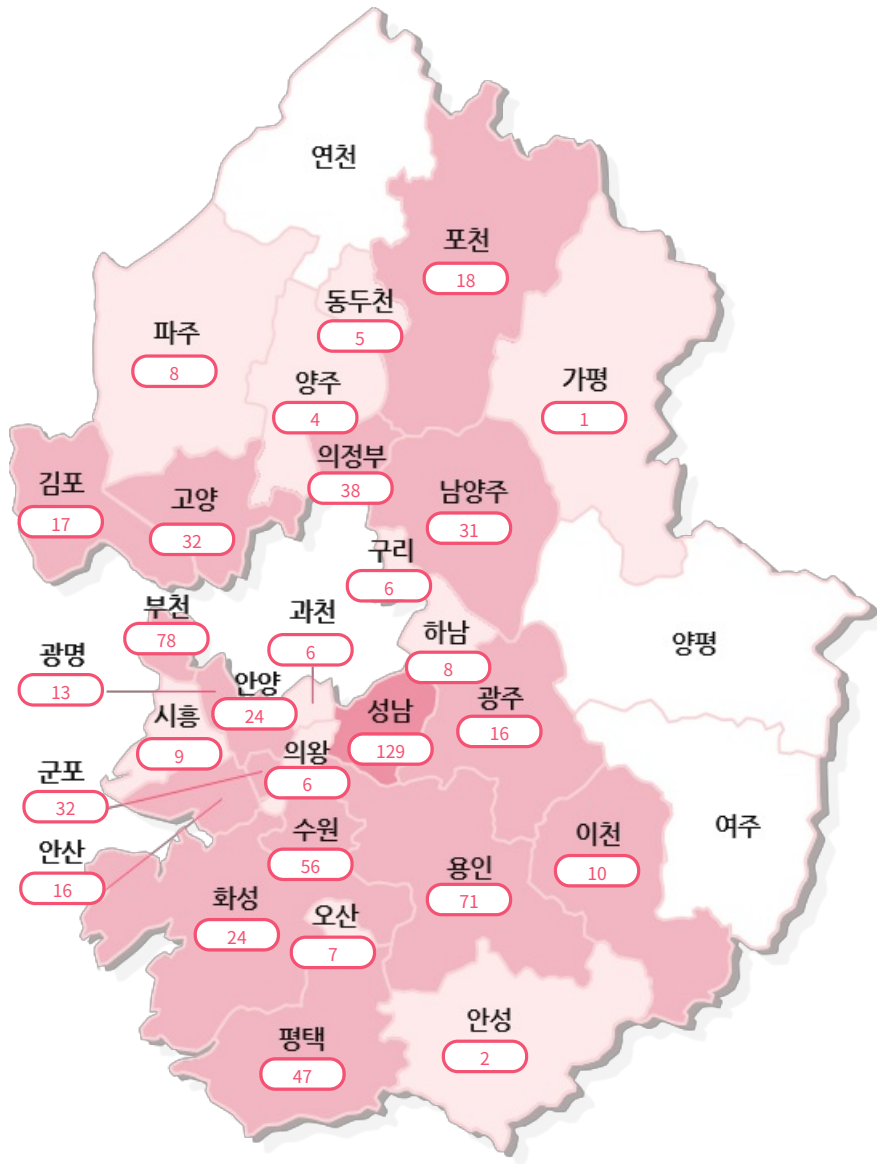 연천
포천
18
동두천
5
파주
8
양주
4
가평
1
의정부
38
김포
17
고양
32
남양주
31
구리
6
부천
78
과천
6
하남
8
양평
광명
13
안양
24
시흥
9
성남
129
광주
16
의왕
6
군포
32
안산
16
수원
56
이천
10
여주
용인
71
화성
24
오산
7
안성
2
평택
47